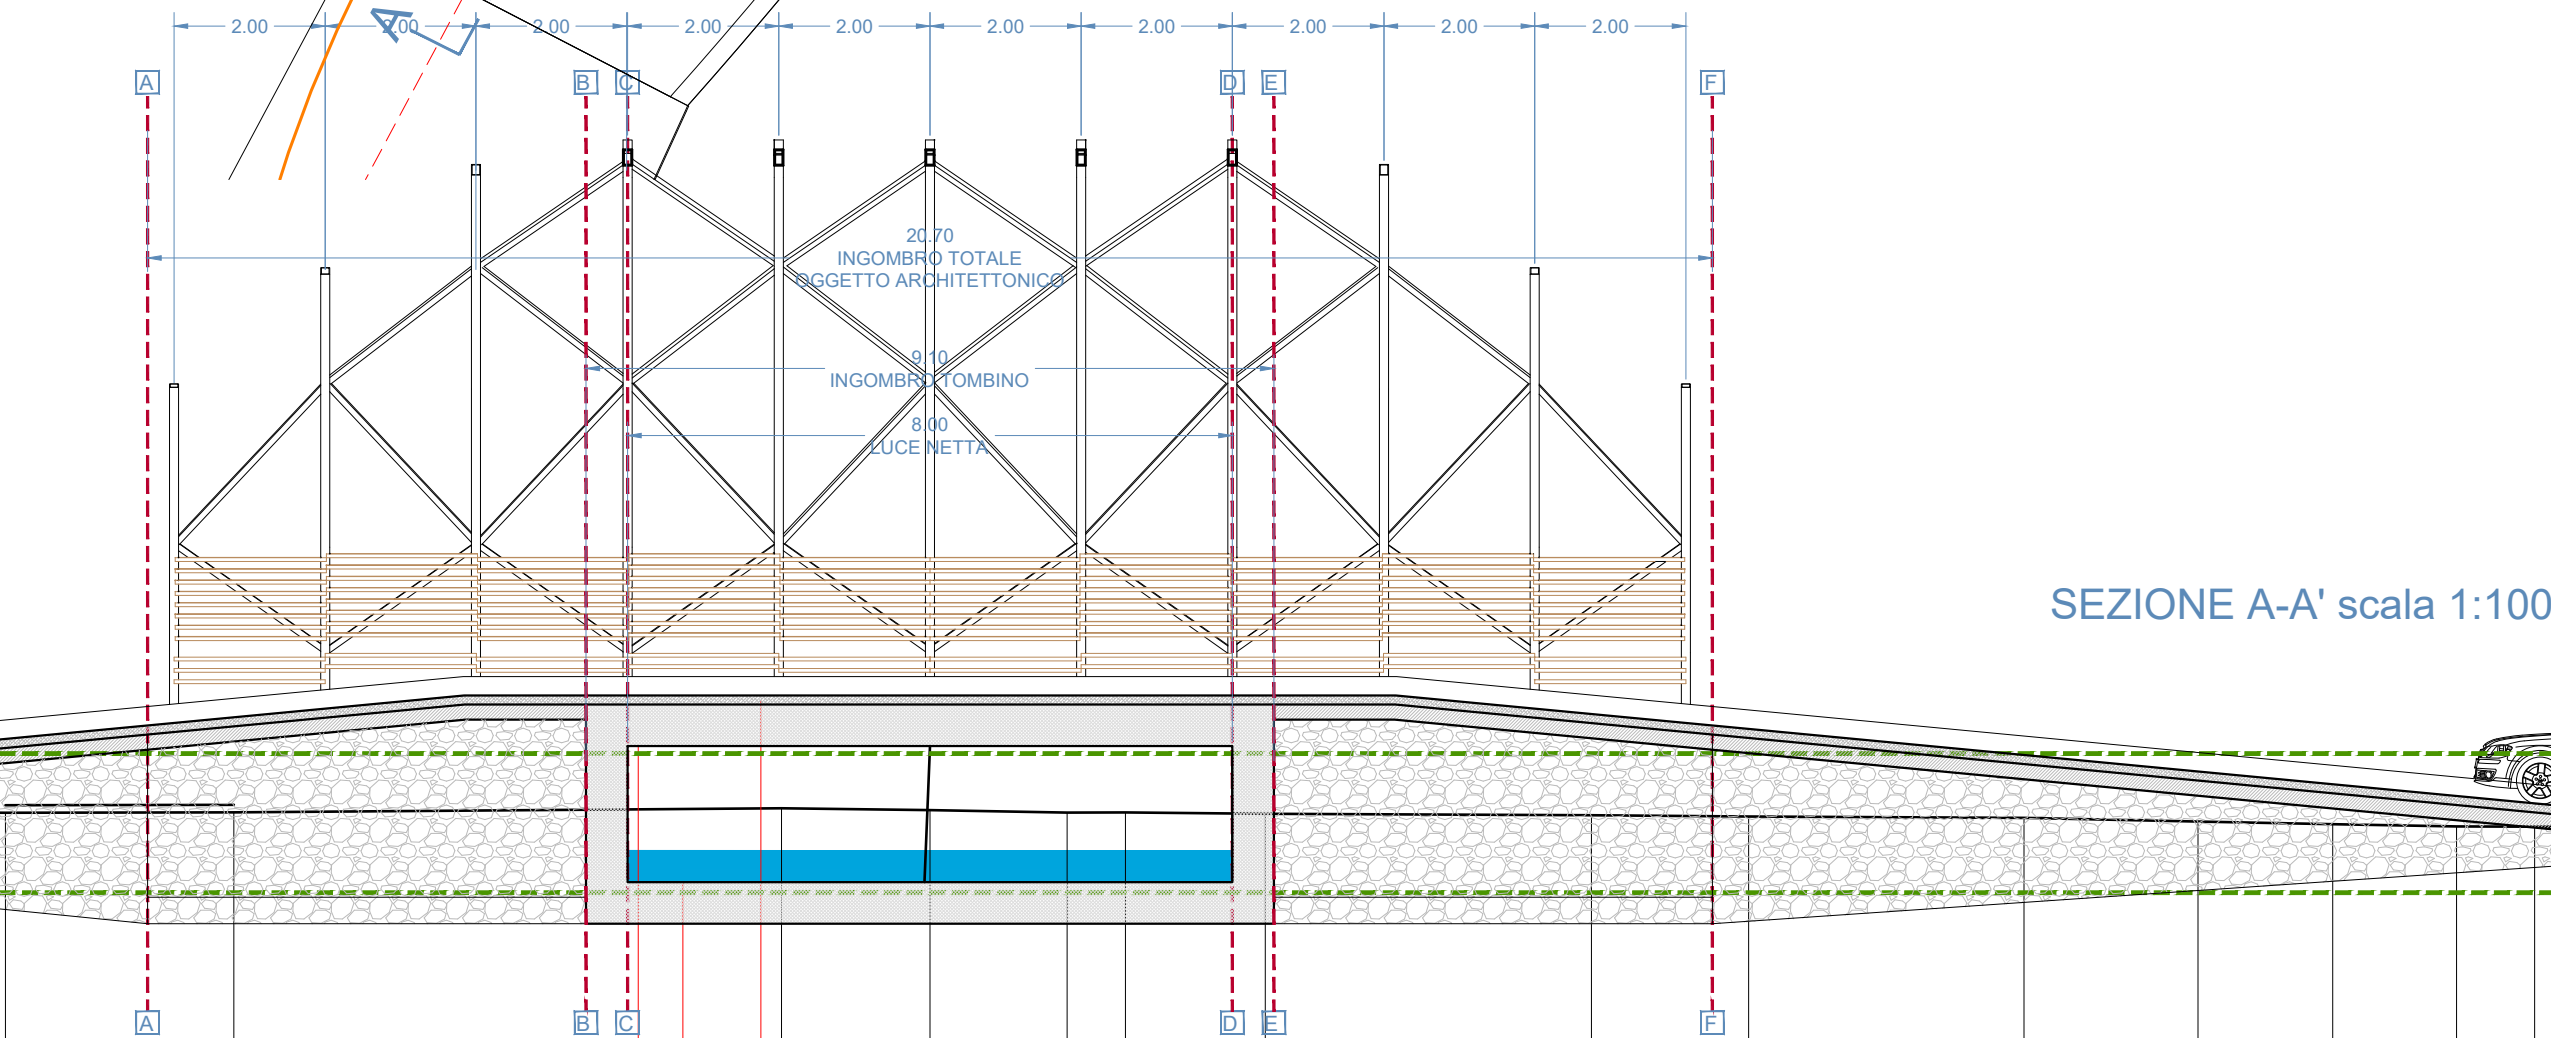 2.00 2.00 2.00 2.00 2.00 2.00 2.00 2.00 2.00 2.00
A
A B C D E F
20.70
INGOMBRO TOTALE
OGGETTO ARCHITETTONICO
9.10
INGOMBRO TOMBINO
8.00
LUCE NETTA
SEZIONE A-A' scala 1:100
A B C D E F